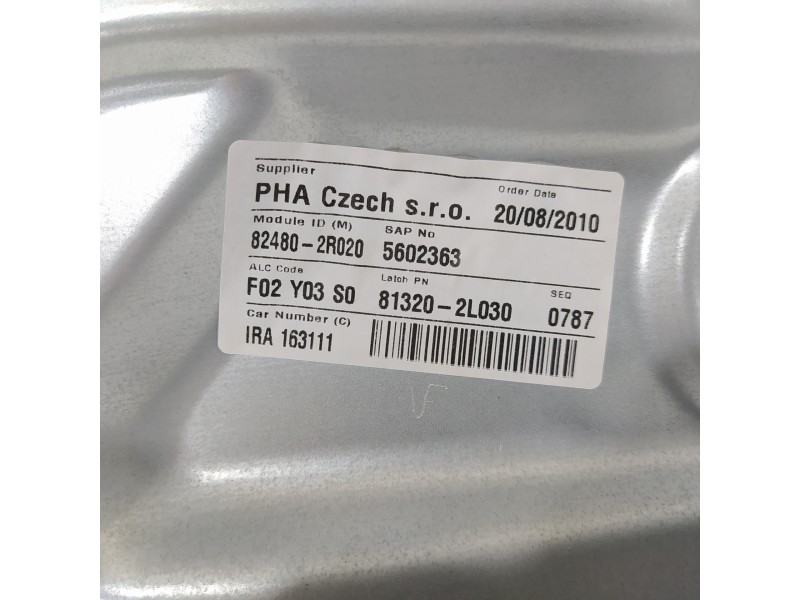 Supplier Order Date
PHA Czech s.r.o. 20/08/2010
Module ID (M) SAP No
82480-2R020 5602363
ALC Code Latch PN SEQ
F02 Y03 S0 81320-2L030 0787
Car Number (C)
IRA 163111
VF